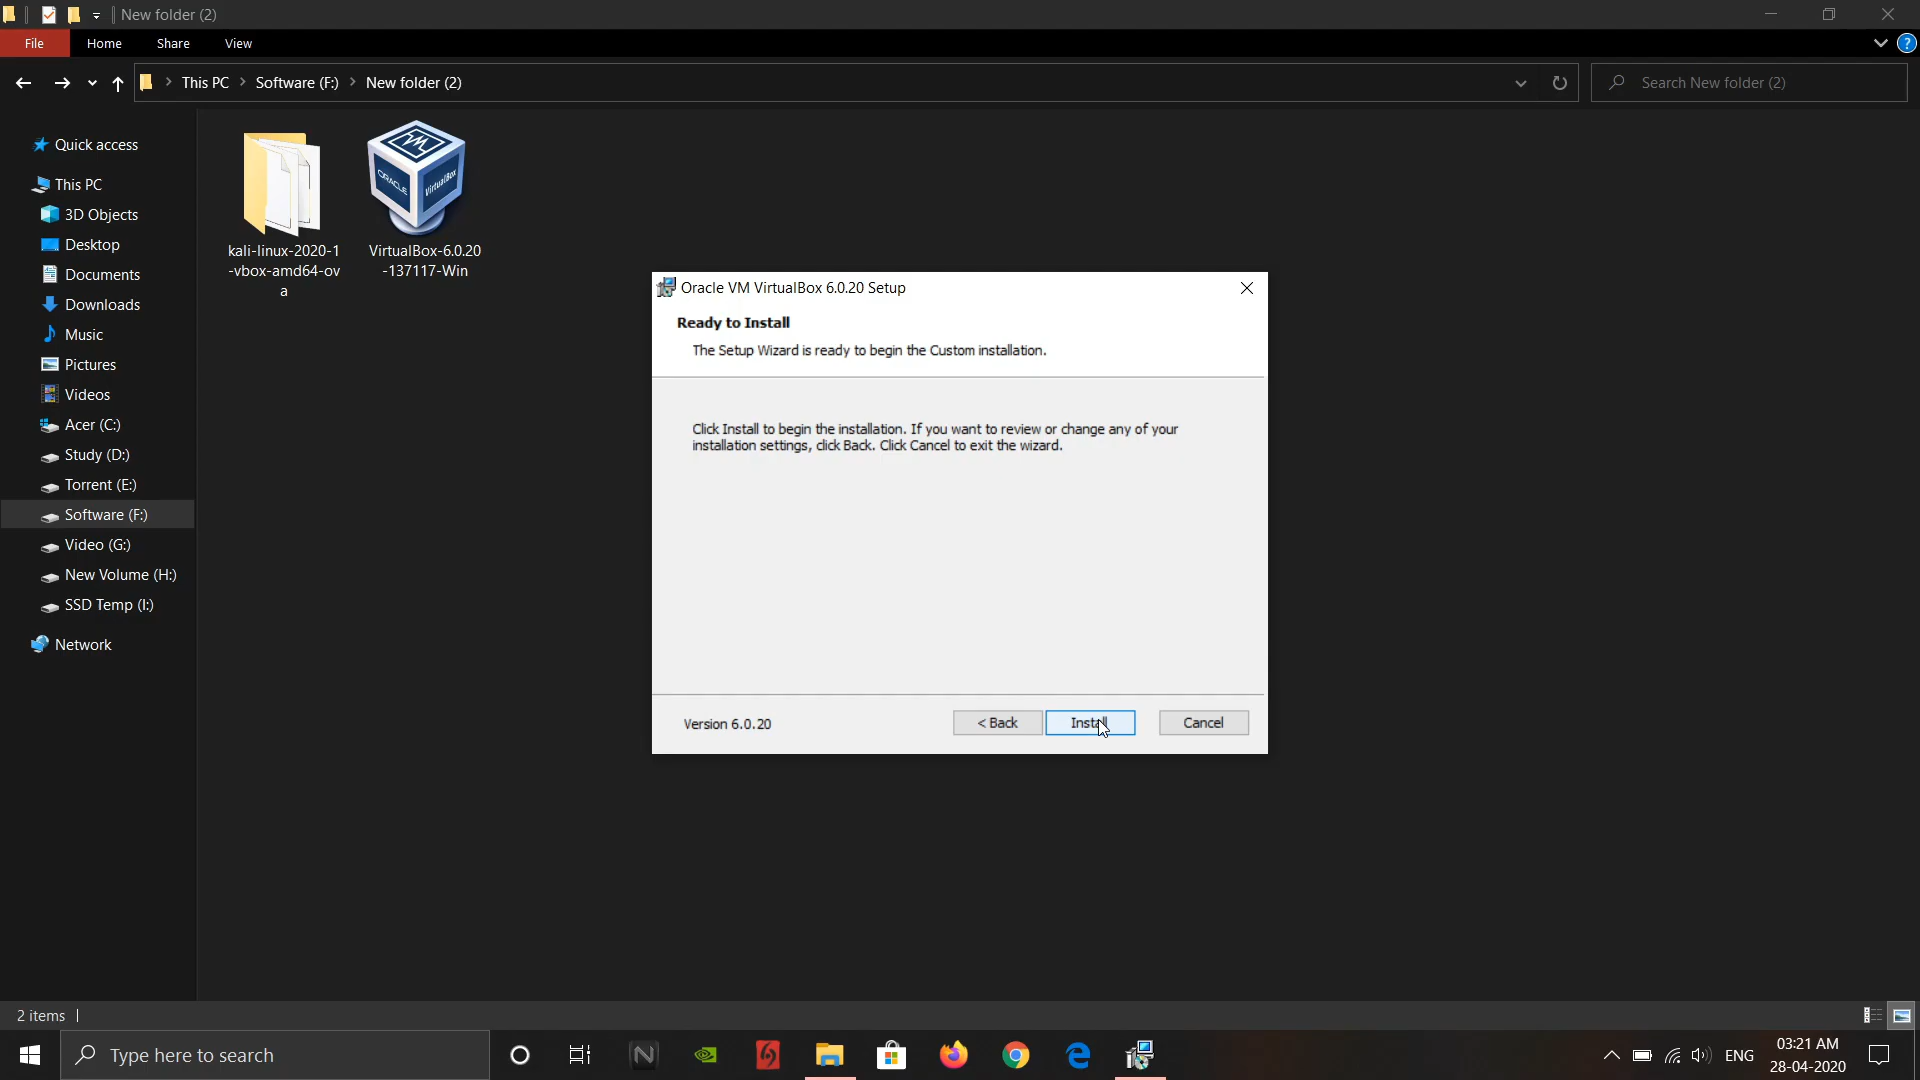 New folder (2)
File
Home
Share
View
This PC
Software (F:)
New folder (2)
Search New folder (2)
Quick access
This PC
3D Objects
Desktop
Documents
Downloads
Music
Pictures
Videos
Acer (C:)
Study (D:)
Torrent (E:)
Software (F:)
Video (G:)
New Volume (H:)
SSD Temp (I:)
Network
ORACLE
VirtualBox
kali-linux-2020-1
-vbox-amd64-ov
a
VirtualBox-6.0.20
-137117-Win
Oracle VM VirtualBox 6.0.20 Setup
Ready to Install
The Setup Wizard is ready to begin the Custom installation.
Click Install to begin the installation. If you want to review or change any of your
installation settings, click Back. Click Cancel to exit the wizard.
Version 6.0.20
< Back
Install
Cancel
2 items
Type here to search
ENG
03:21 AM
28-04-2020